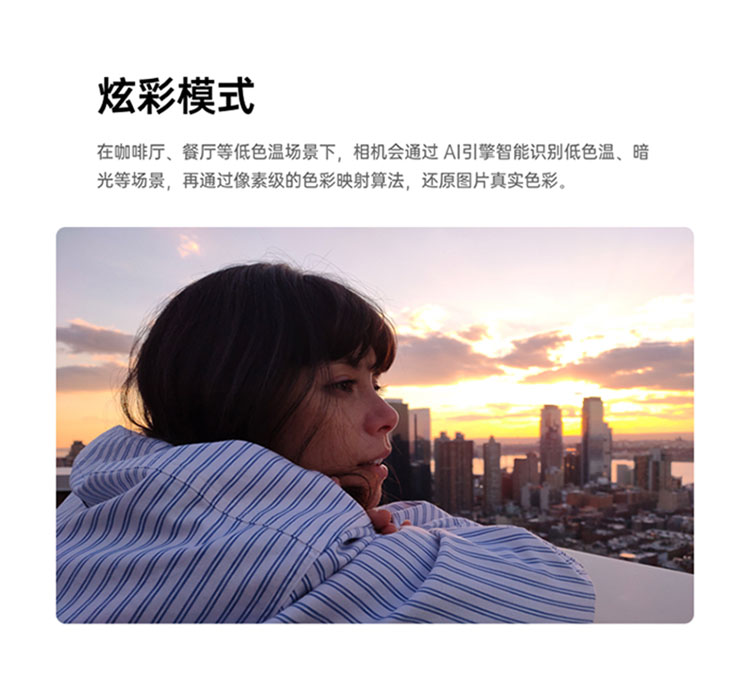 炫彩模式
在咖啡厅、餐厅等低色温场景下，相机会通过 AI引擎智能识别低色温、暗
光等场景，再通过像素级的色彩映射算法，还原图片真实色彩。